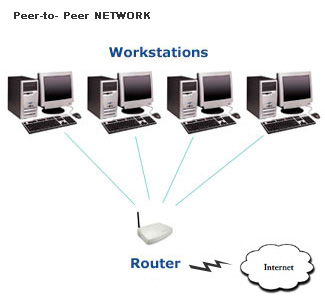 Peer-to- Peer NETWORK
Workstations
Router
Internet